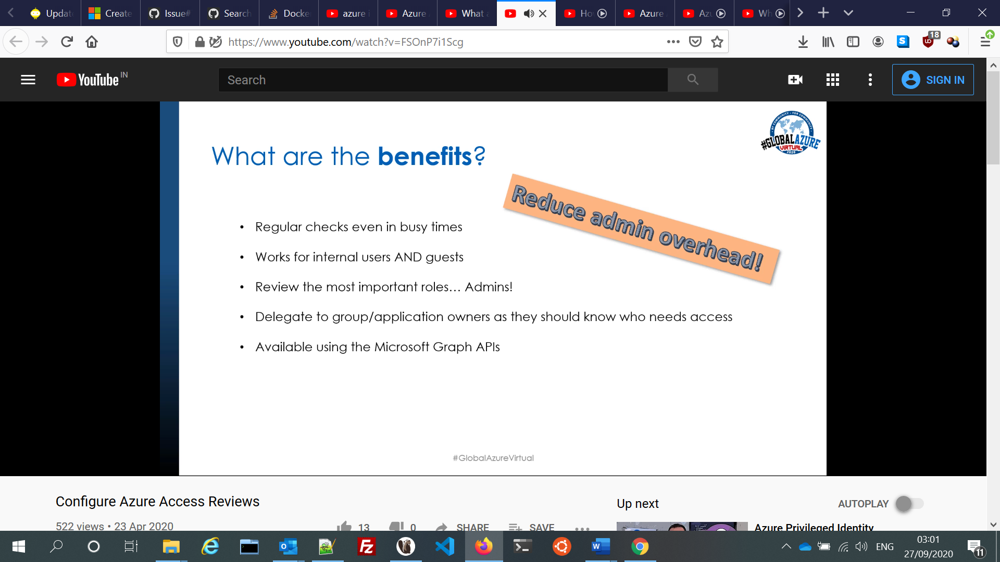 Updat
Create
Issue#
Search
Docke
azure i
Azure
What a
Ho
Azure
Azu
Wh
https://www.youtube.com/watch?v=FSOnP7i1Scg
18
YouTube IN
Search
SIGN IN
BY COMMUNITY • FOR COMMUNITY
#GLOBALAZURE
VIRTUAL
2020
What are the benefits?
Reduce admin overhead!
• Regular checks even in busy times
• Works for internal users AND guests
• Review the most important roles… Admins!
• Delegate to group/application owners as they should know who needs access
• Available using the Microsoft Graph APIs
#GlobalAzureVirtual
Configure Azure Access Reviews
522 views • 23 Apr 2020
13
0
SHARE
SAVE
Up next
AUTOPLAY
Azure Privileged Identity
ENG
03:01
27/09/2020
11